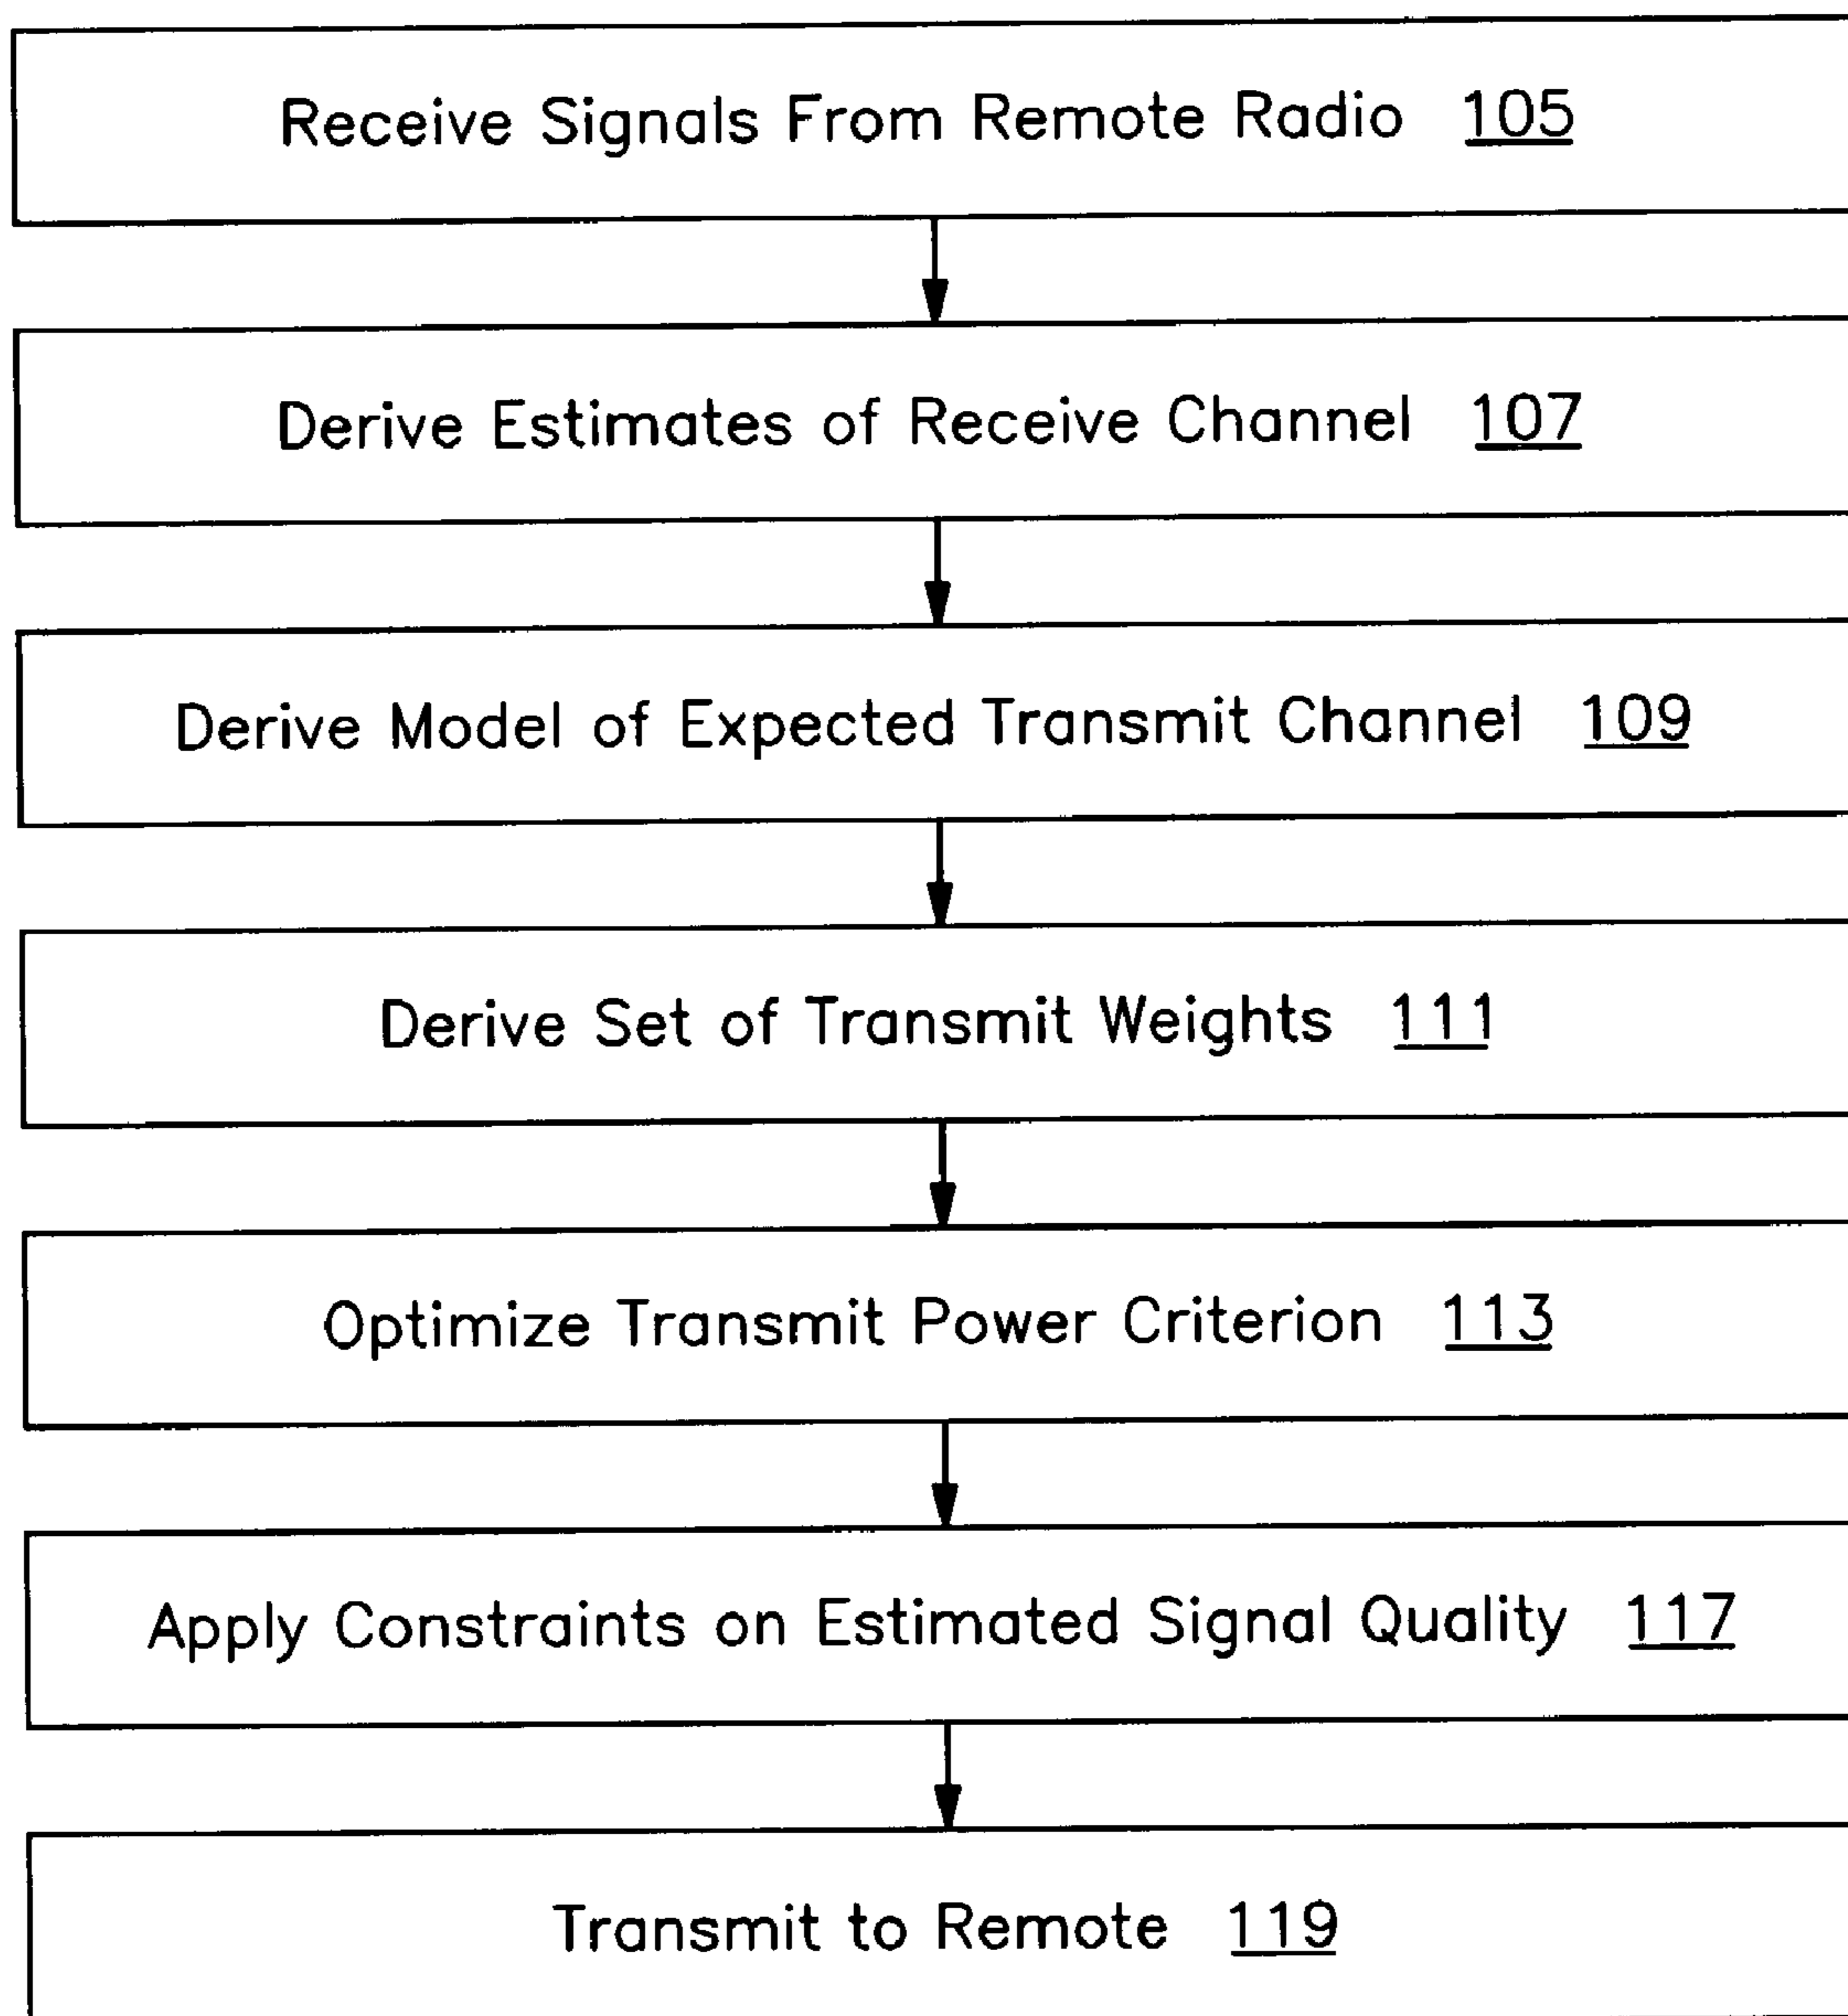 Receive Signals From Remote Radio 105
Derive Estimates of Receive Channel 107
Derive Model of Expected Transmit Channel 109
Derive Set of Transmit Weights 111
Optimize Transmit Power Criterion 113
Apply Constraints on Estimated Signal Quality 117
Transmit to Remote 119